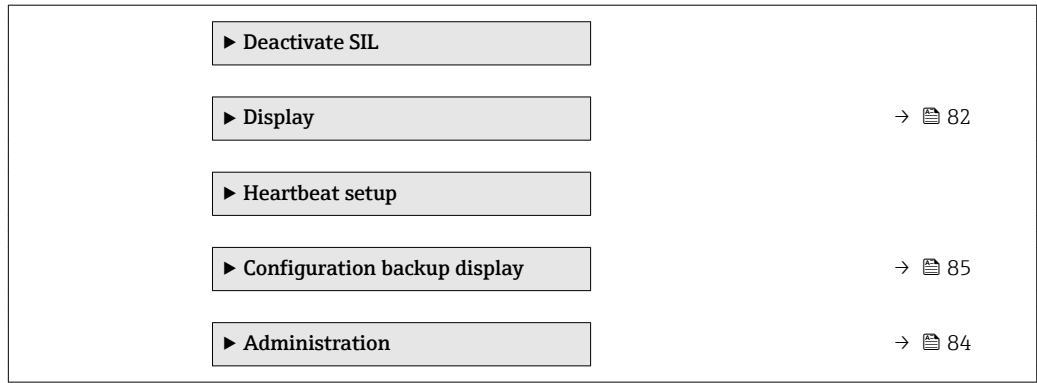 ▶ Deactivate SIL
▶ Display → 82
▶ Heartbeat setup
▶ Configuration backup display → 85
▶ Administration → 84